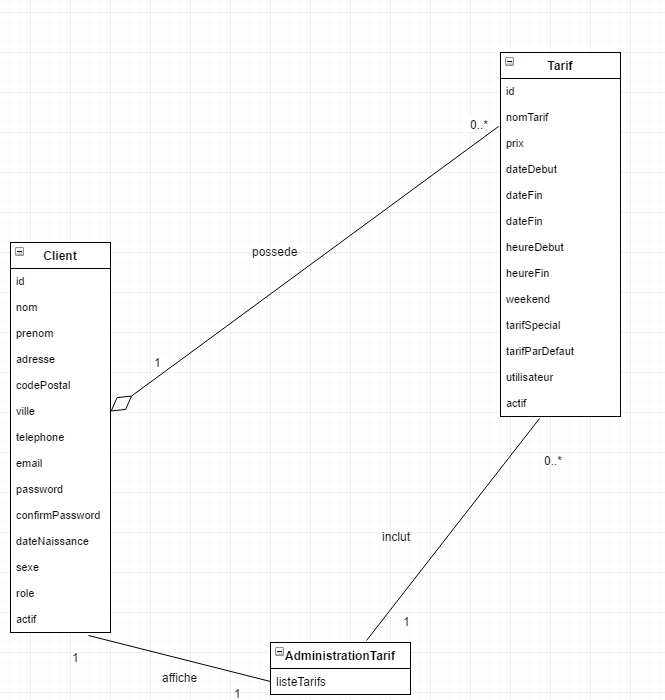 Tarif
id
nomTarif
prix
dateDebut
dateFin
dateFin
heureDebut
heureFin
weekend
tarifSpecial
tarifParDefaut
utilisateur
actif
0..*
possede
1
Client
id
nom
prenom
adresse
codePostal
ville
telephone
email
password
confirmPassword
dateNaissance
sexe
role
actif
0..*
inclut
1
1
affiche
1
AdministrationTarif
listeTarifs